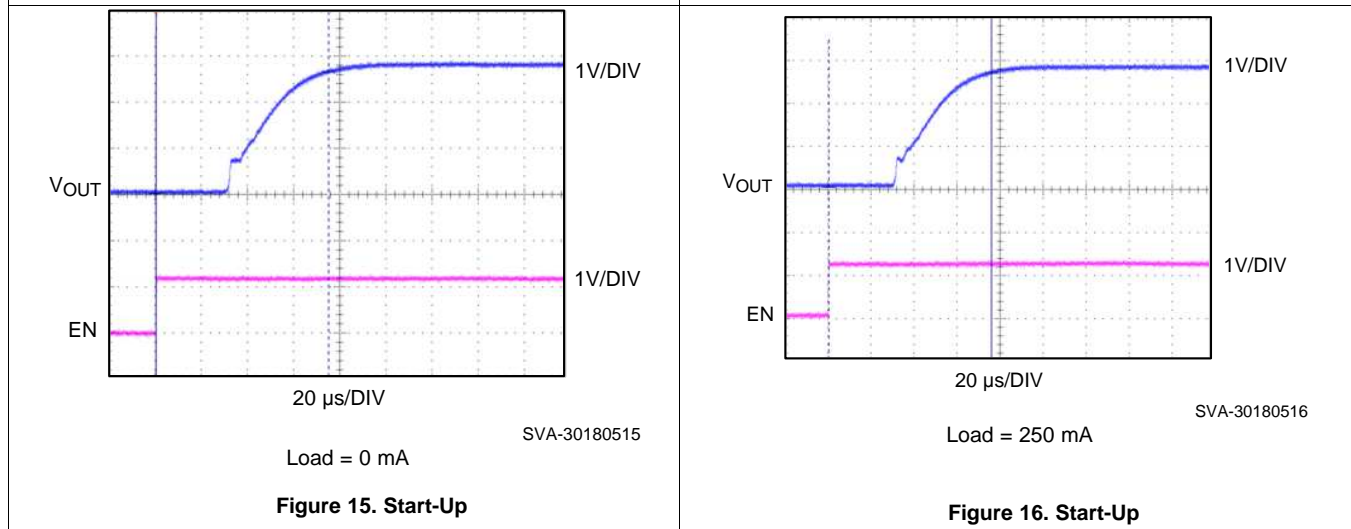 1V/DIV
VOUT
1V/DIV
EN
20 µs/DIV
SVA-30180515
Load = 0 mA
Figure 15. Start-Up
1V/DIV
VOUT
1V/DIV
EN
20 µs/DIV
SVA-30180516
Load = 250 mA
Figure 16. Start-Up